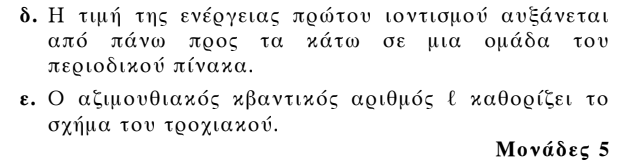 δ. Η τιμή της ενέργειας πρώτου ιοντισμού αυξάνεται
από πάνω προς τα κάτω σε μια ομάδα του
περιοδικού πίνακα.
ε. Ο αζιμουθιακός κβαντικός αριθμός ℓ καθορίζει το
σχήμα του τροχιακού.
Μονάδες 5